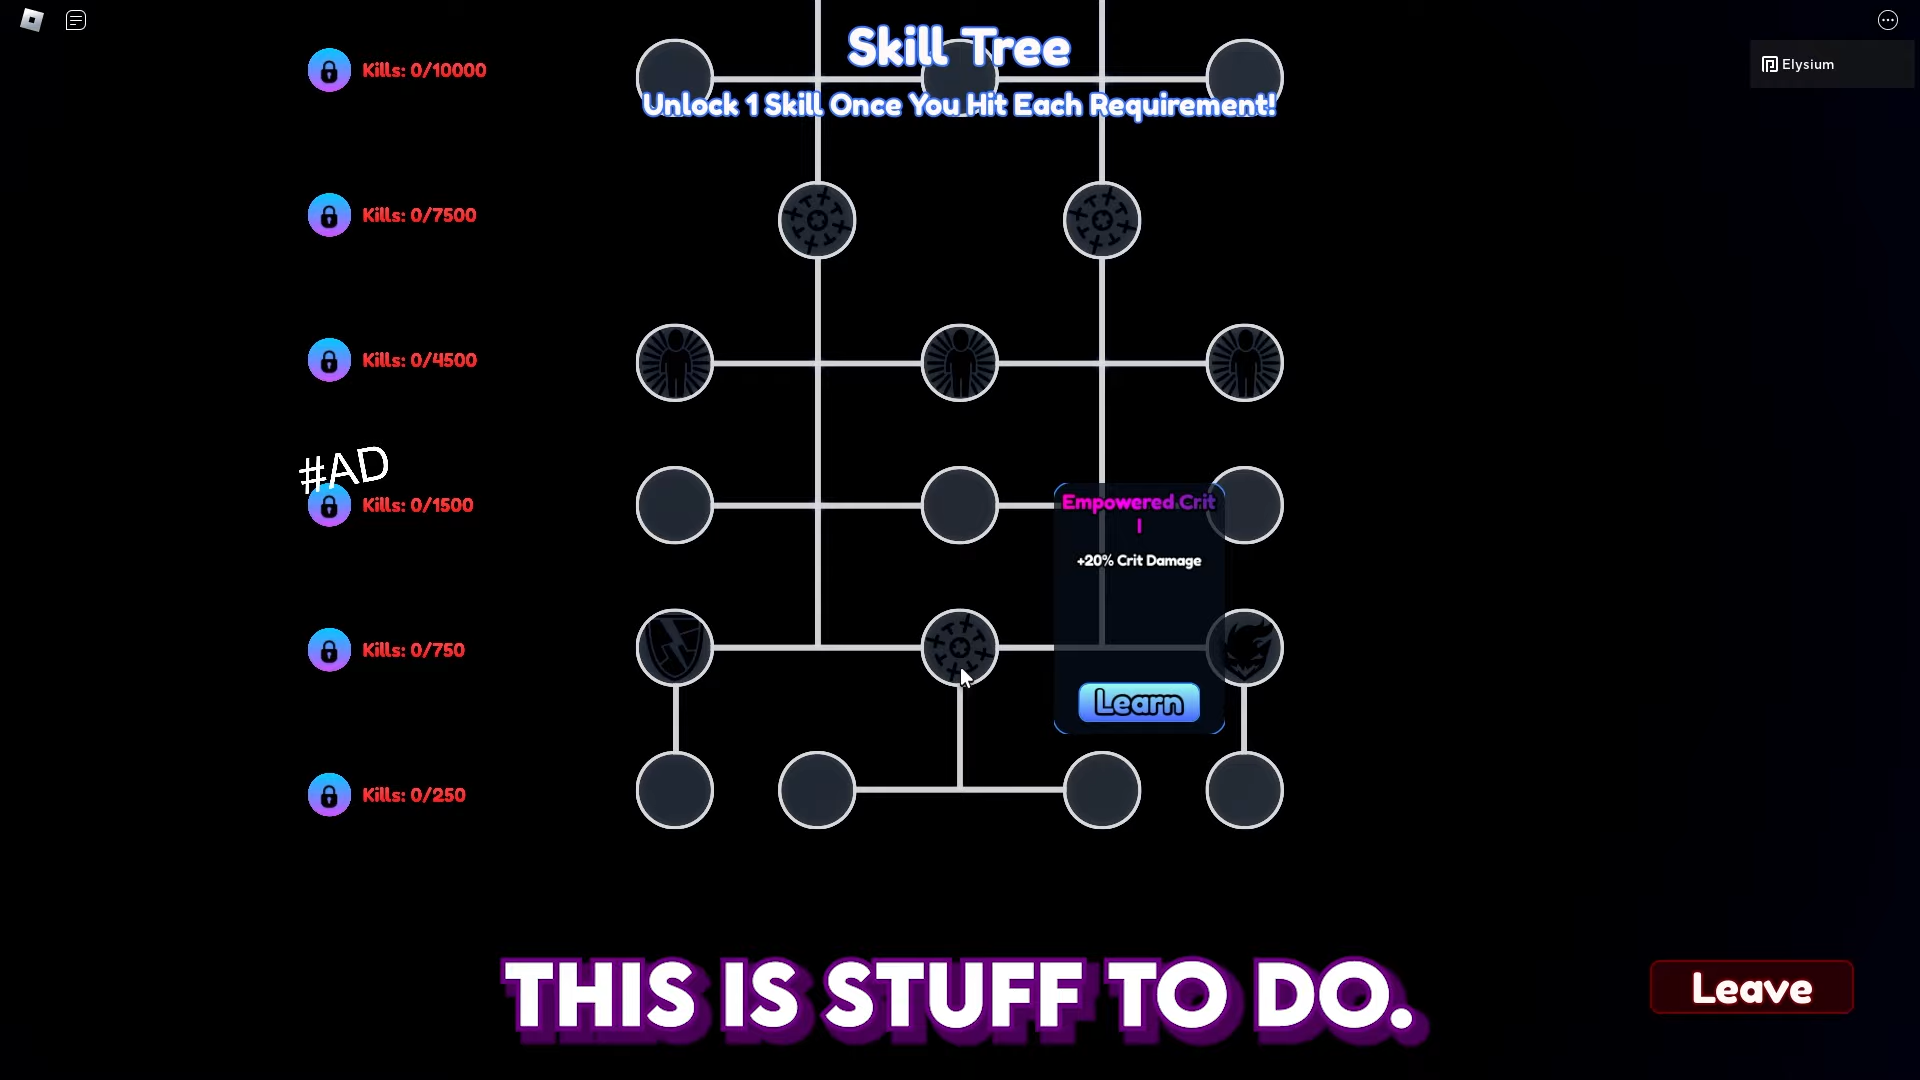 Skill Tree
Unlock 1 Skill Once You Hit Each Requirement!
Elysium
Kills: 0/10000
Kills: 0/7500
Kills: 0/4500
#AD
Kills: 0/1500
Empowered Crit
I
+20% Crit Damage
Kills: 0/750
Learn
Kills: 0/250
THIS IS STUFF TO DO.
Leave